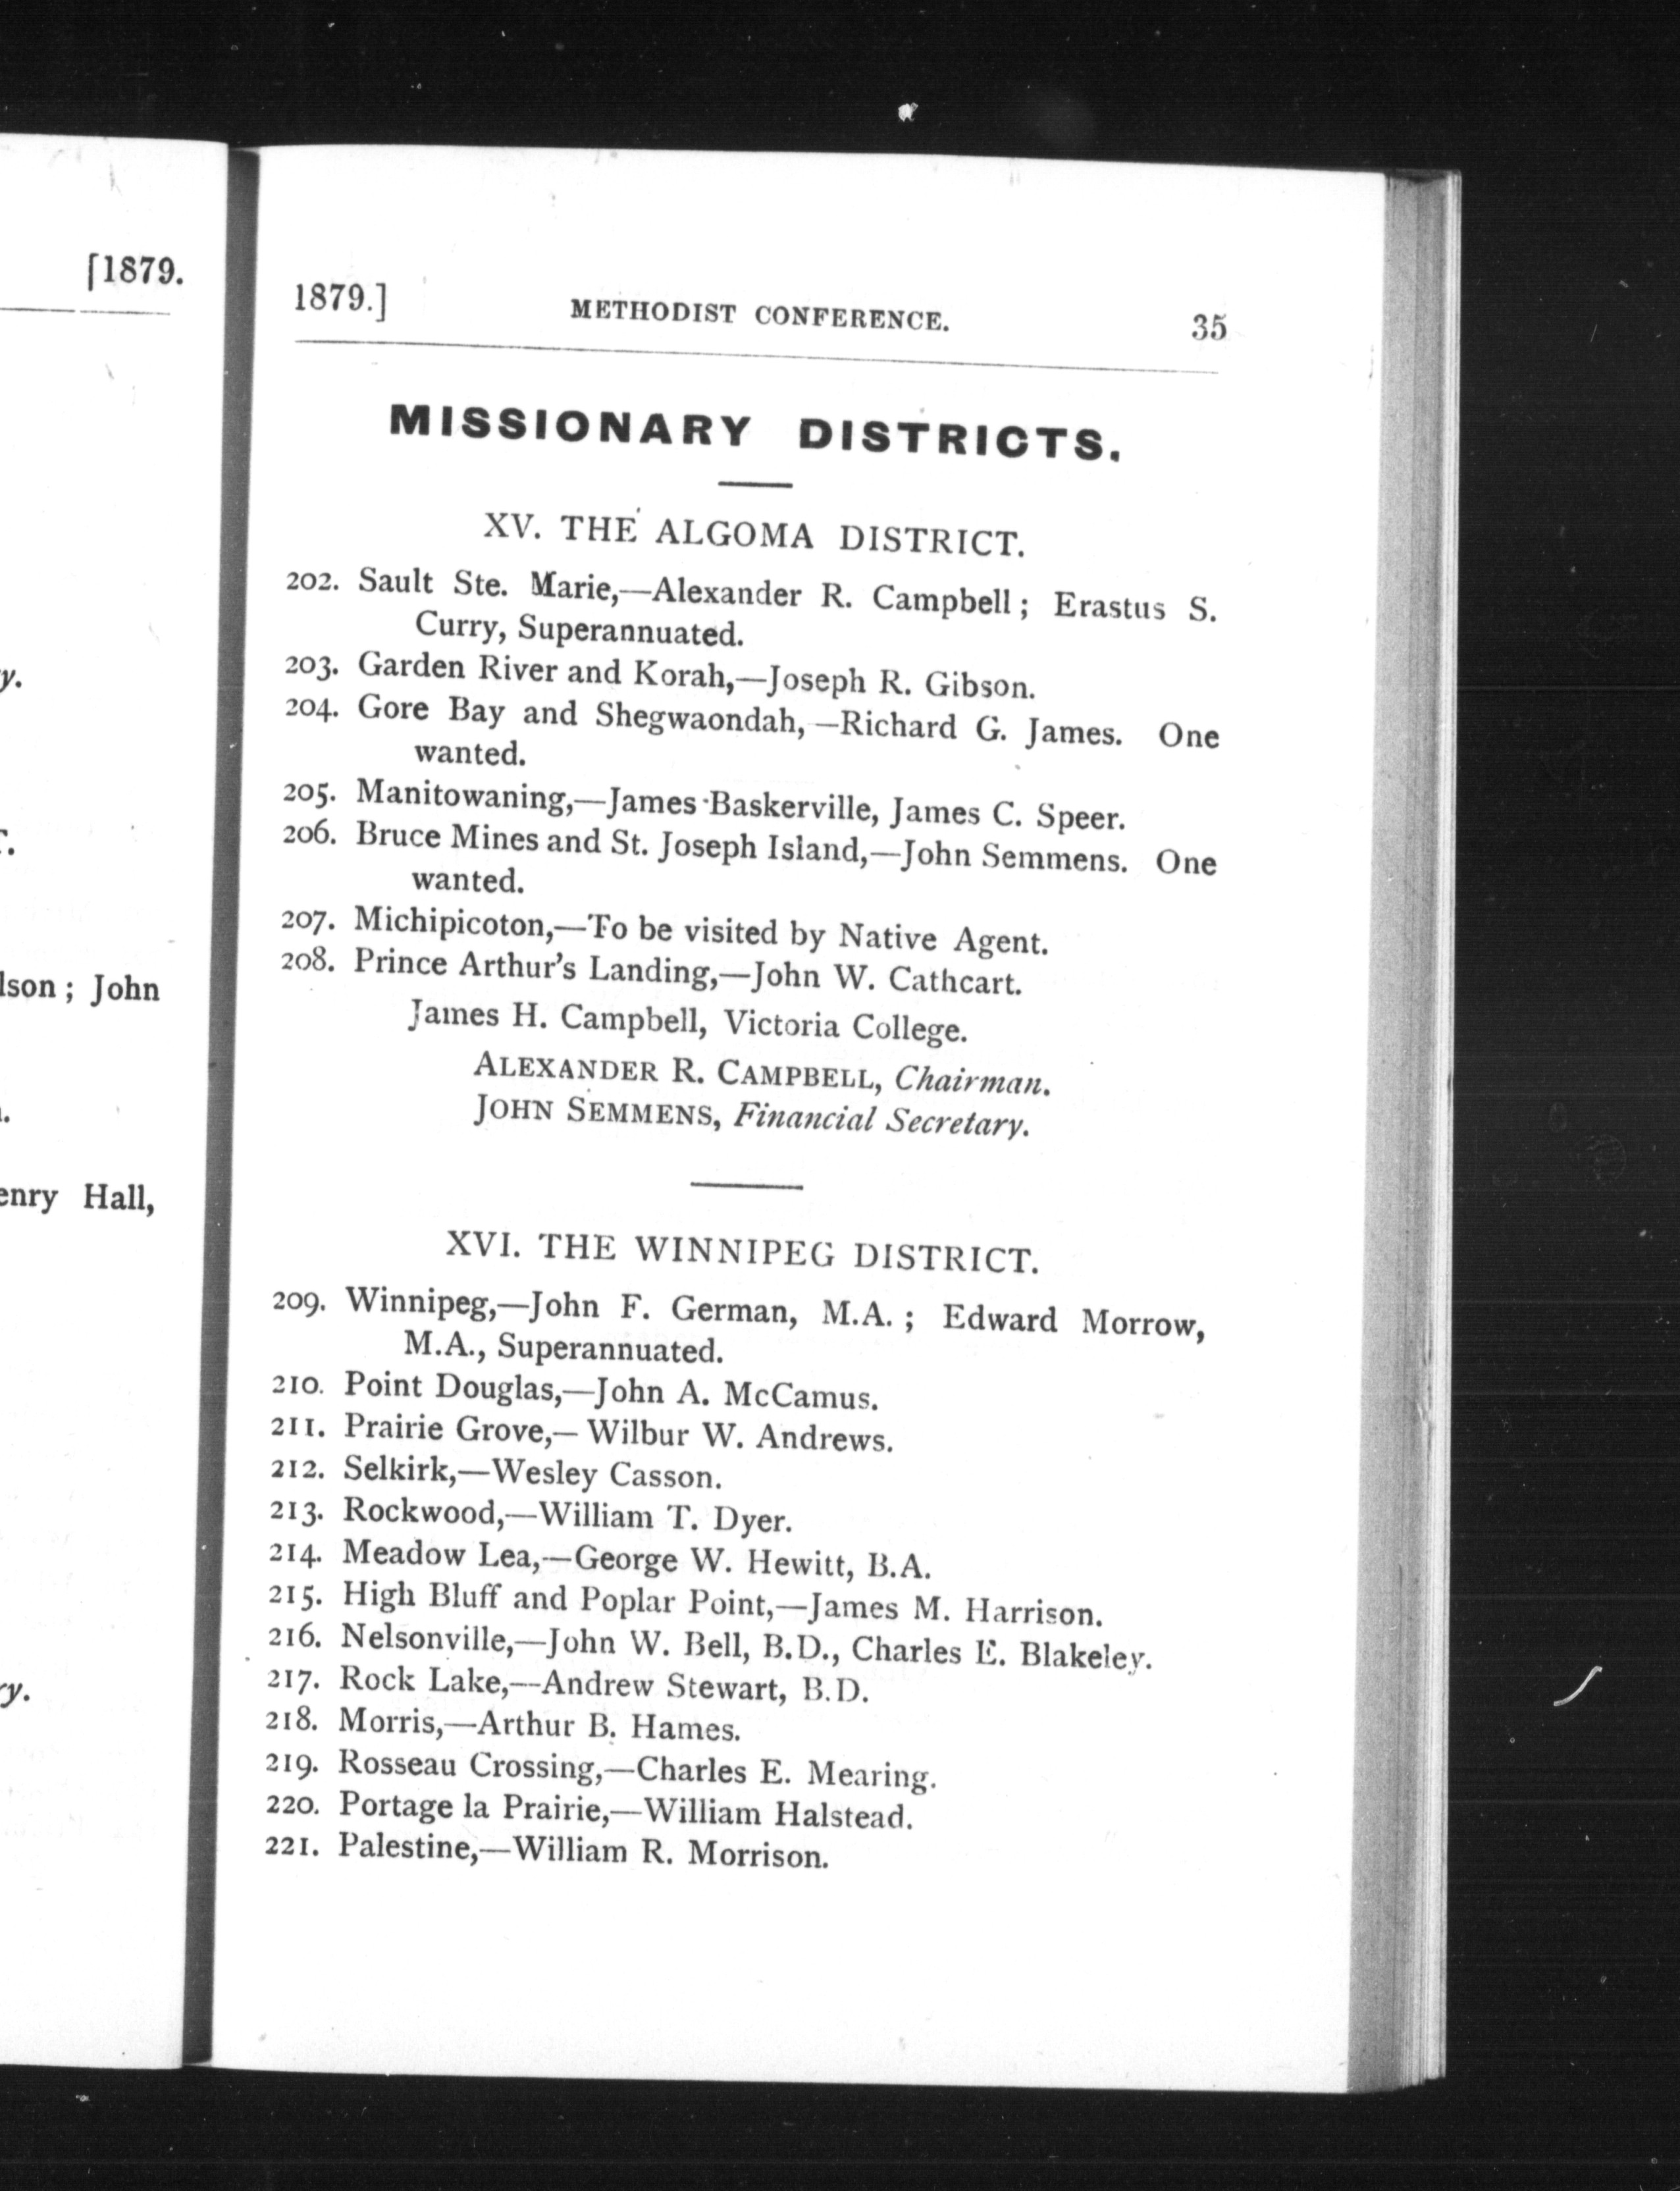 [1879.
y.
lson ; John
enry Hall,
ry.
1879.] METHODIST CONFERENCE. 35
MISSIONARY DISTRICTS.
XV. THE ALGOMA DISTRICT.
202. Sault Ste. Marie,—Alexander R. Campbell ; Erastus S.
Curry, Superannuated.
203. Garden River and Korah,—Joseph R. Gibson.
204. Gore Bay and Shegwaondah,—Richard G. James. One
wanted.
205. Manitowaning,—James Baskerville, James C. Speer.
206. Bruce Mines and St. Joseph Island,—John Semmens. One
wanted.
207. Michipicoton,—To be visited by Native Agent.
208. Prince Arthur's Landing,—John W. Cathcart.
James H. Campbell, Victoria College.
ALEXANDER R. CAMPBELL, Chairman.
JOHN SEMMENS, Financial Secretary.
XVI. THE WINNIPEG DISTRICT.
209. Winnipeg,—John F. German, M.A. ; Edward Morrow,
M.A., Superannuated.
210. Point Douglas,—John A. McCamus.
211. Prairie Grove,—Wilbur W. Andrews.
212. Selkirk,—Wesley Casson.
213. Rockwood,—William T. Dyer.
214. Meadow Lea,—George W. Hewitt, B.A.
215. High Bluff and Poplar Point,—James M. Harrison.
216. Nelsonville,—John W. Bell, B.D., Charles E. Blakeley.
217. Rock Lake,—Andrew Stewart, B.D.
218. Morris,—Arthur B. Hames.
219. Rosseau Crossing,—Charles E. Mearing.
220. Portage la Prairie,—William Halstead.
221. Palestine,—William R. Morrison.